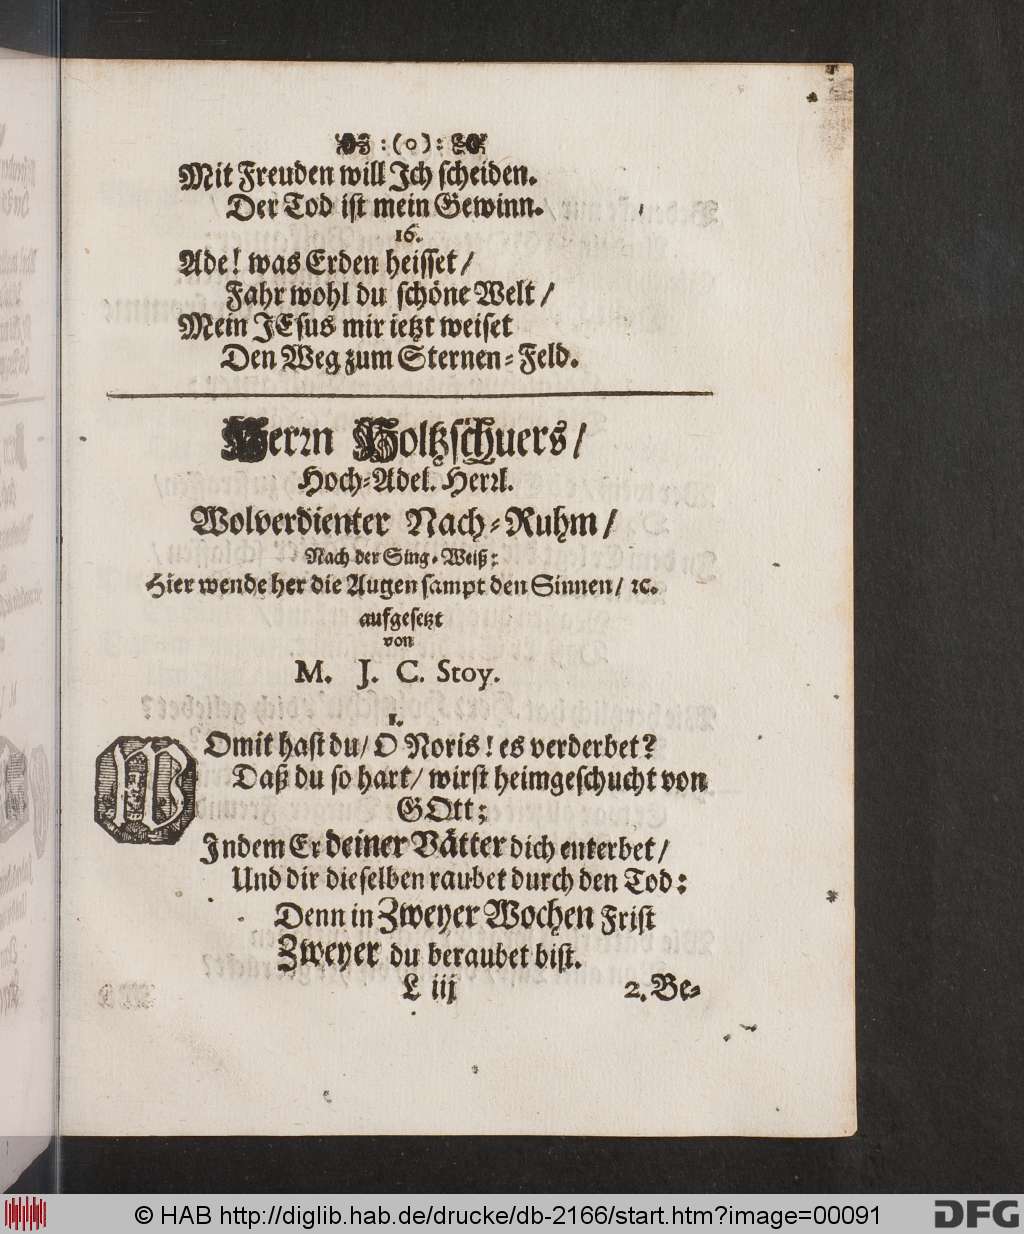 :(o):
Mit Freuden will Ich scheiden.
Der Tod ist mein Gewinn.
16.
Ade! was Erden heisset/
Fahr wohl du schöne Welt/
Mein JEsus mir ietzt weiset
Den Weg zum Sternen-Feld.
Herrn Holtzschuers/
Hoch-Adel. Herrl.
Wolverdienter Nach-Ruhm/
Nach der Sing-Weiß:
Hier wende her die Augen sampt den Sinnen/ ꝛc.
aufgesetzt
von
M. J. C. Stoy.
1.
WOmit hast du/ O Noris! es verderbet?
Daß du so hart/ wirst heimgeschucht von
GOtt;
Indem Er deiner Vätter dich enterbet/
Und dir dieselben raubet durch den Tod:
Denn in Zweyer Wochen Frist
Zweyer du beraubet bist.
L iij
2. Be-
© HAB http://diglib.hab.de/drucke/db-2166/start.htm?image=00091
DFG